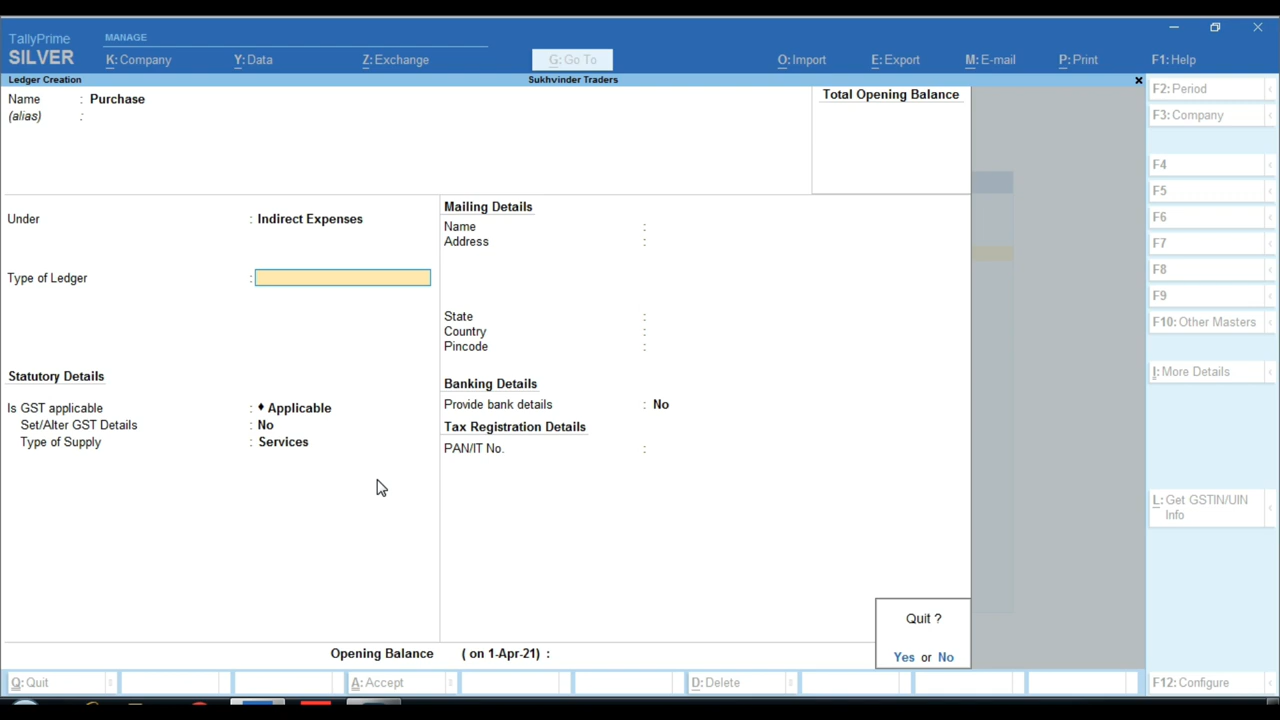 TallyPrime
SILVER
MANAGE
K: Company
Y: Data
Z: Exchange
G: Go To
O: Import
E: Export
M: E-mail
P: Print
F1: Help
Ledger Creation
Sukhvinder Traders
Name : Purchase
(alias) :
Total Opening Balance
Under : Indirect Expenses
Type of Ledger :
Statutory Details
Is GST applicable : ♦ Applicable
Set/Alter GST Details : No
Type of Supply : Services
Mailing Details
Name :
Address :
State :
Country :
Pincode :
Banking Details
Provide bank details : No
Tax Registration Details
PAN/IT No. :
Opening Balance ( on 1-Apr-21) :
Quit ?
Yes or No
F2: Period
F3: Company
F4
F5
F6
F7
F8
F9
F10: Other Masters
I: More Details
L: Get GSTIN/UIN
Info
Q: Quit
A: Accept
D: Delete
F12: Configure